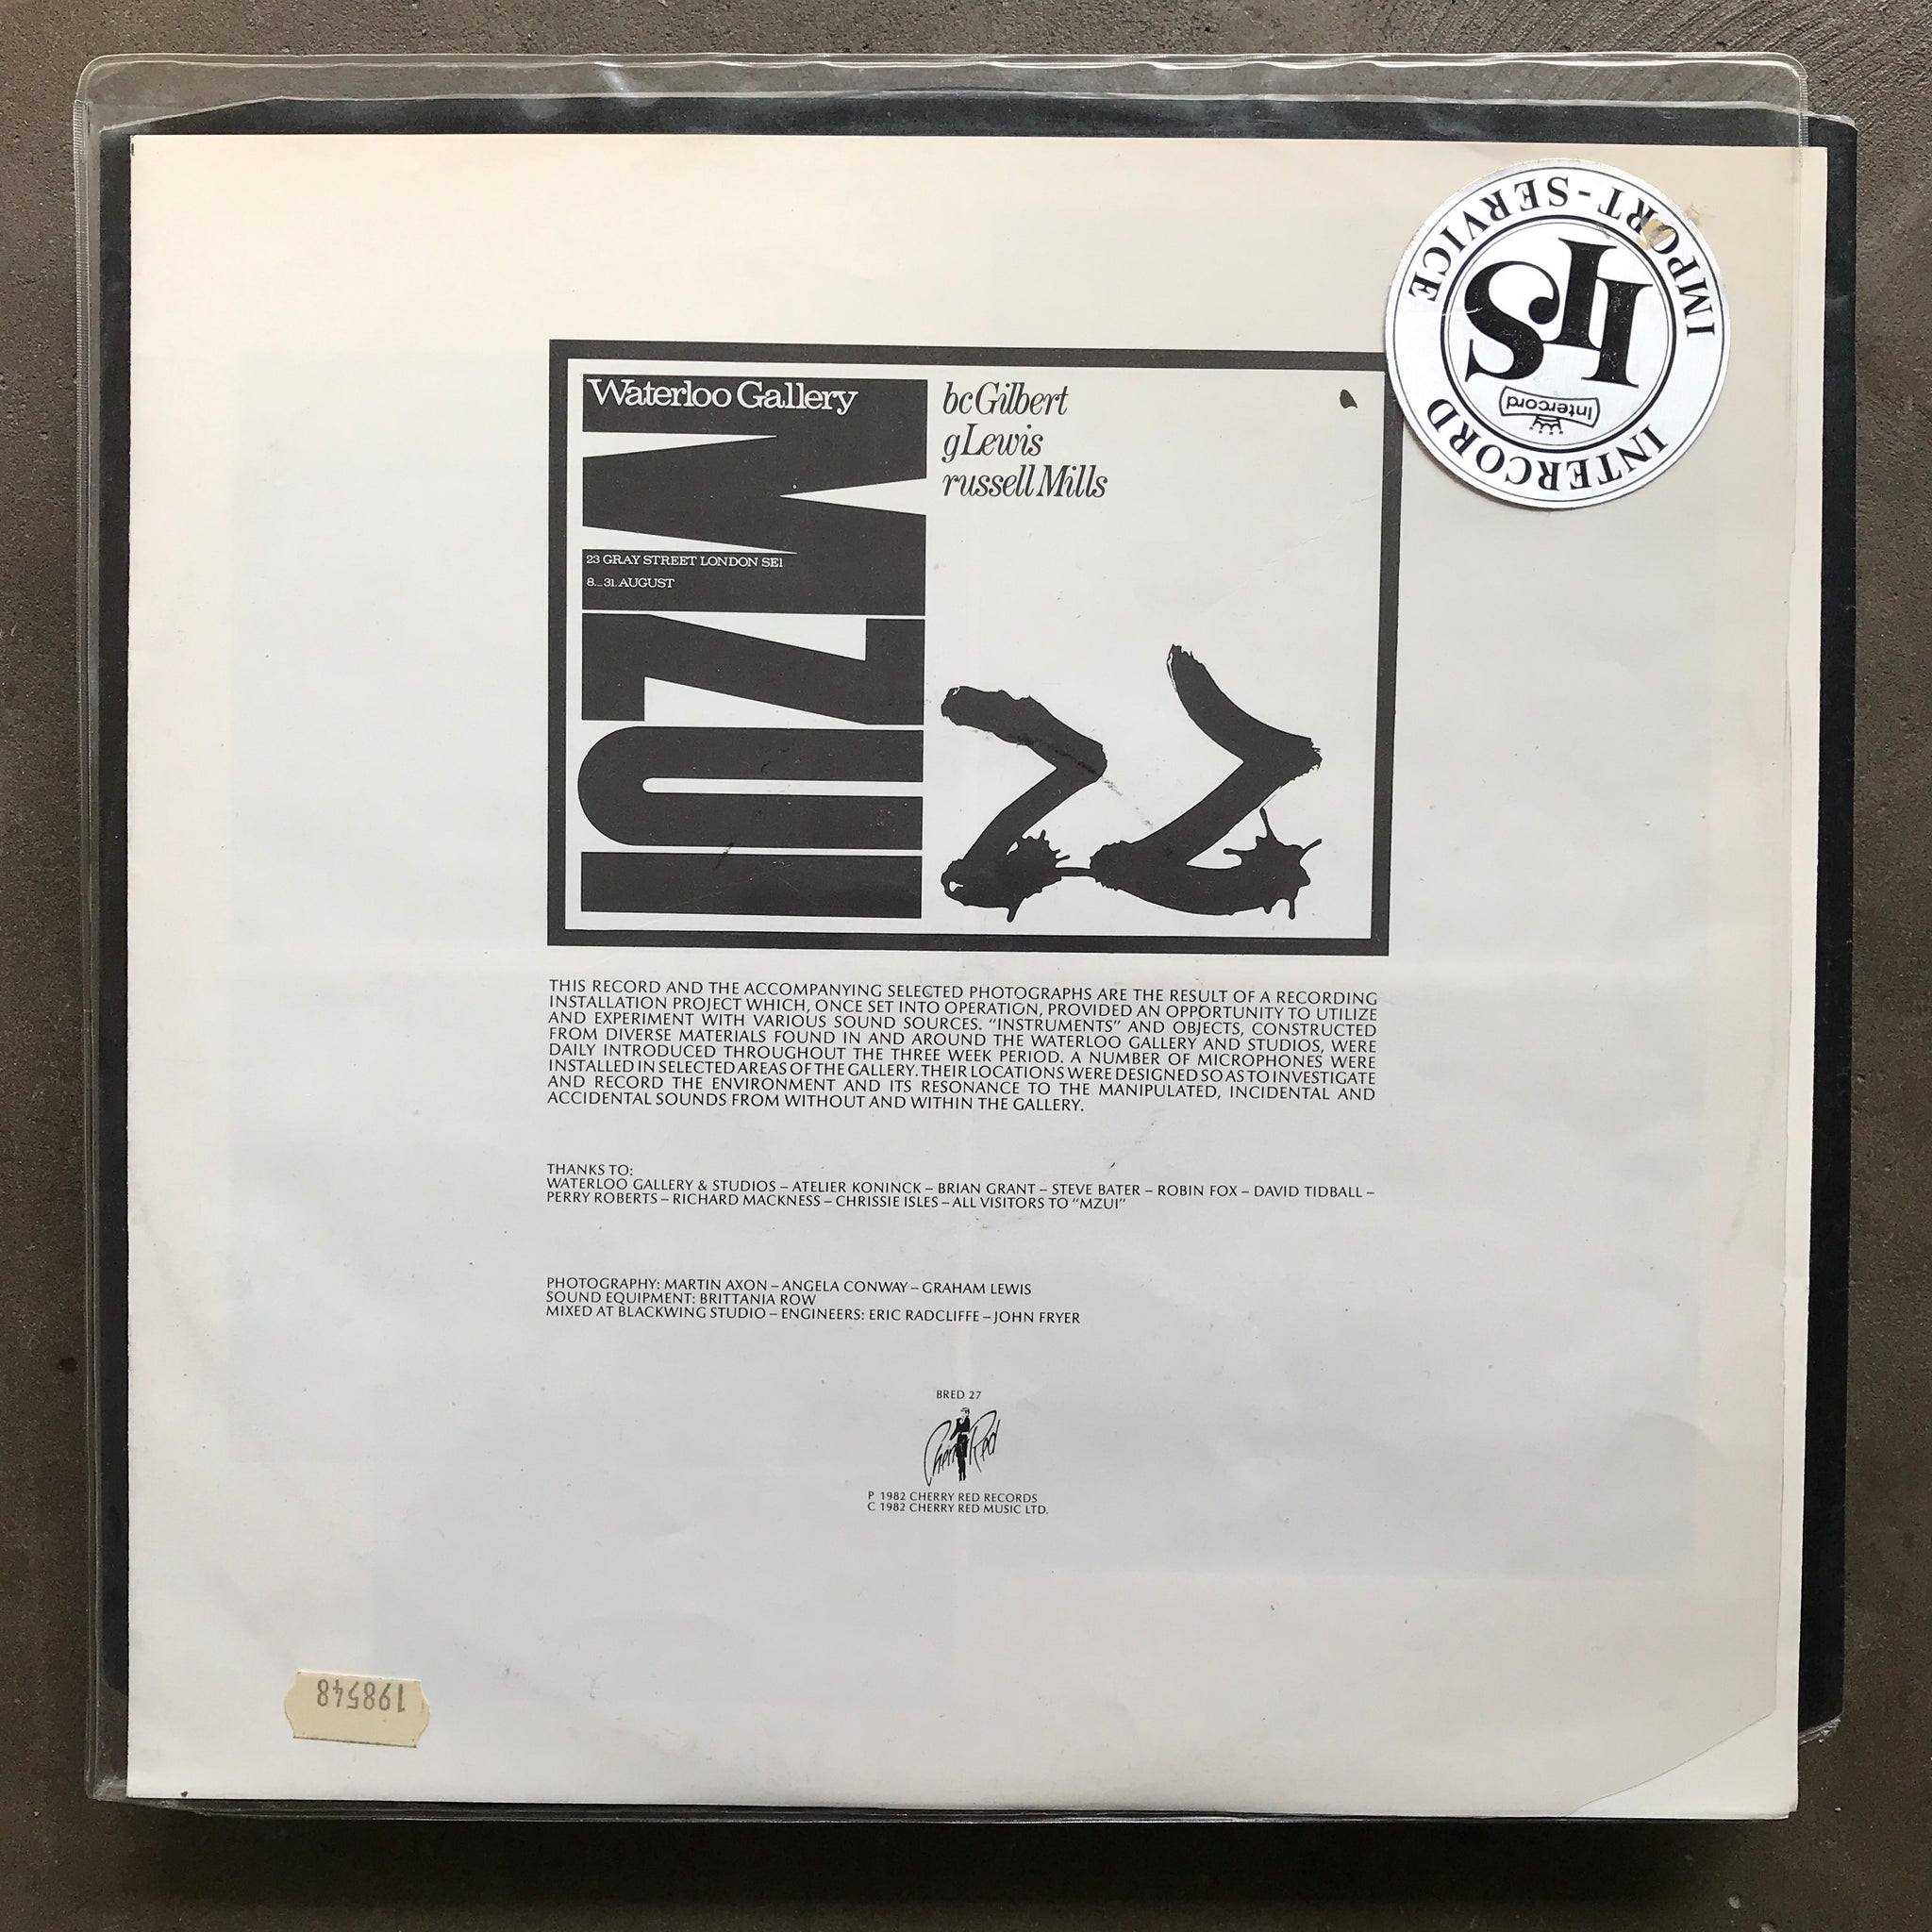 INTERCORD IMPORT-SERVICE
IIS
Intercord
Waterloo Gallery
MZUI
23 GRAY STREET LONDON SE1
8...31. AUGUST
bc Gilbert
g Lewis
russell Mills
THIS RECORD AND THE ACCOMPANYING SELECTED PHOTOGRAPHS ARE THE RESULT OF A RECORDING
INSTALLATION PROJECT WHICH, ONCE SET INTO OPERATION, PROVIDED AN OPPORTUNITY TO UTILIZE
AND EXPERIMENT WITH VARIOUS SOUND SOURCES. “INSTRUMENTS” AND OBJECTS, CONSTRUCTED
FROM DIVERSE MATERIALS FOUND IN AND AROUND THE WATERLOO GALLERY AND STUDIOS, WERE
DAILY INTRODUCED THROUGHOUT THE THREE WEEK PERIOD. A NUMBER OF MICROPHONES WERE
INSTALLED IN SELECTED AREAS OF THE GALLERY. THEIR LOCATIONS WERE DESIGNED SO AS TO INVESTIGATE
AND RECORD THE ENVIRONMENT AND ITS RESONANCE TO THE MANIPULATED, INCIDENTAL AND
ACCIDENTAL SOUNDS FROM WITHOUT AND WITHIN THE GALLERY.
THANKS TO:
WATERLOO GALLERY & STUDIOS – ATELIER KONINCK – BRIAN GRANT – STEVE BATER – ROBIN FOX – DAVID TIDBALL –
PERRY ROBERTS – RICHARD MACKNESS – CHRISSIE ISLES – ALL VISITORS TO “MZUI”
PHOTOGRAPHY: MARTIN AXON – ANGELA CONWAY – GRAHAM LEWIS
SOUND EQUIPMENT: BRITTANIA ROW
MIXED AT BLACKWING STUDIO – ENGINEERS: ERIC RADCLIFFE – JOHN FRYER
BRED 27
Cherry Red
P 1982 CHERRY RED RECORDS
C 1982 CHERRY RED MUSIC LTD.
198548